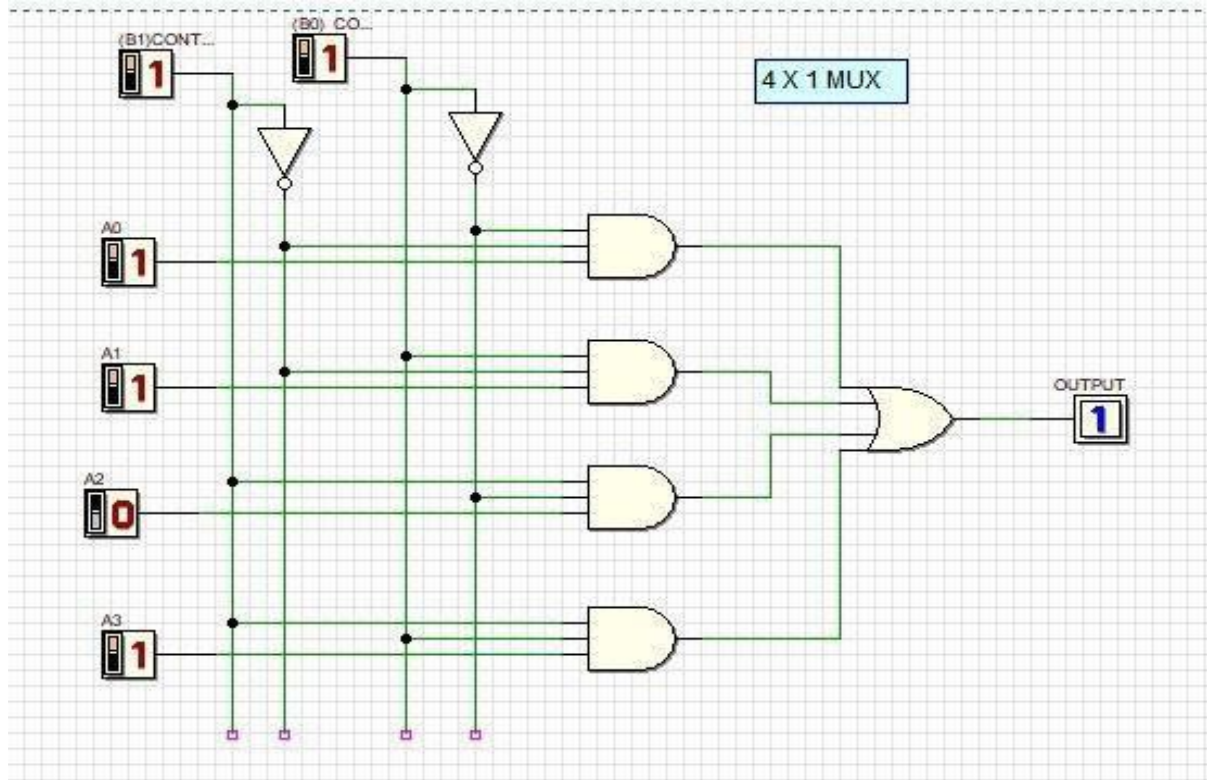 (B1)CONT...
(B0) CO...
1
1
4 X 1 MUX
A0
1
A1
1
OUTPUT
1
A2
0
A3
1